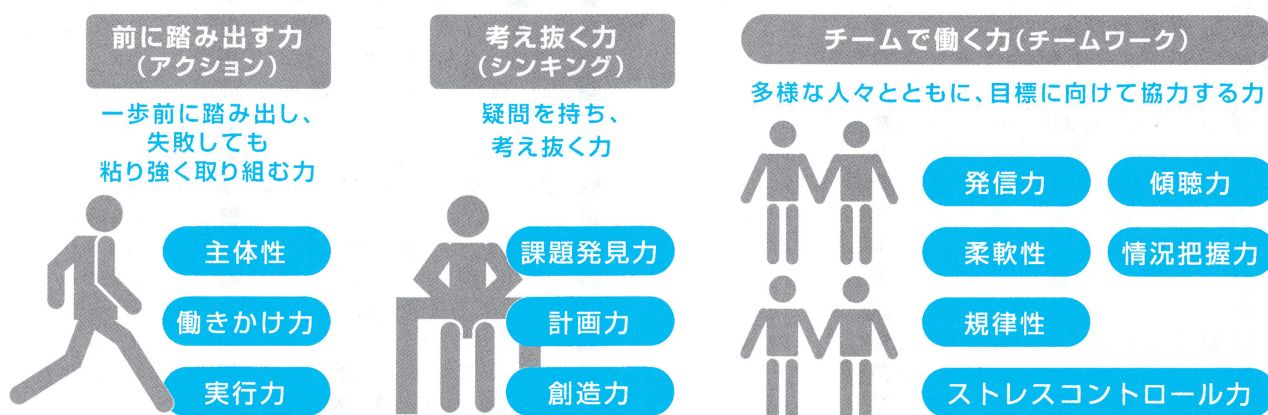 前に踏み出す力
（アクション）
一歩前に踏み出し、
失敗しても
粘り強く取り組む力
主体性
働きかけ力
実行力
考え抜く力
（シンキング）
疑問を持ち、
考え抜く力
課題発見力
計画力
創造力
チームで働く力（チームワーク）
多様な人々とともに、目標に向けて協力する力
発信力
傾聴力
柔軟性
情況把握力
規律性
ストレスコントロール力